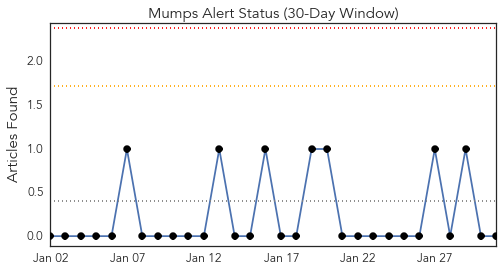 Mumps Alert Status (30-Day Window)
Articles Found
2.0
1.5
1.0
0.5
0.0
Jan 02 Jan 07 Jan 12 Jan 17 Jan 22 Jan 27